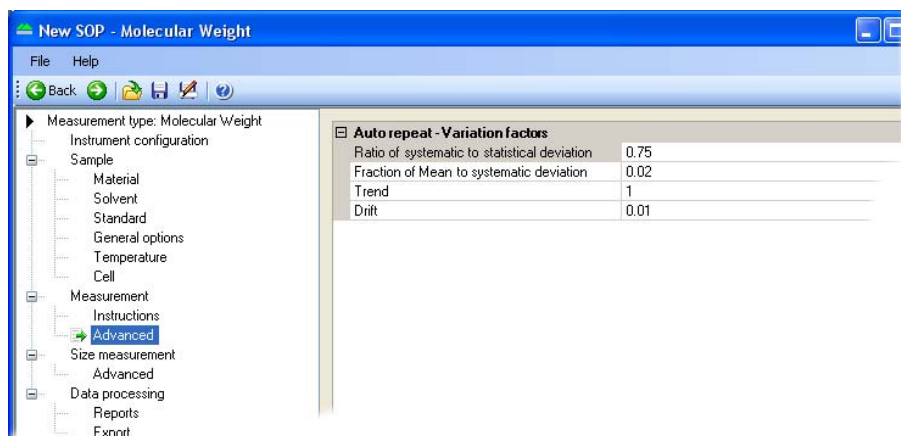 New SOP - Molecular Weight
File Help
Back
Measurement type: Molecular Weight
Instrument configuration
Sample
Material
Solvent
Standard
General options
Temperature
Cell
Measurement
Instructions
Advanced
Size measurement
Advanced
Data processing
Reports
Export
Auto repeat - Variation factors
Ratio of systematic to statistical deviation 0.75
Fraction of Mean to systematic deviation 0.02
Trend 1
Drift 0.01